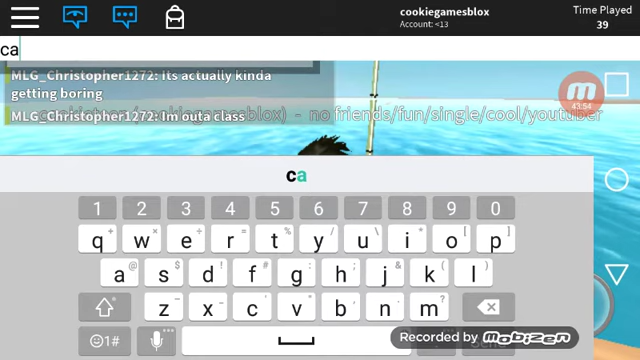 cookiegamesblox
Account: <13
Time Played
39
ca
MLG_Christopher1272: Its actually kinda
getting boring
MLG_Christopher1272: Im outa class
(cookiegamesblox) - no friends/fun/single/cool/youtuber
43:54
ca
1 2 3 4 5 6 7 8 9 0
q w e r t y u i o p
a s d f g h j k l
z x c v b n m
1#
Recorded by mobizen